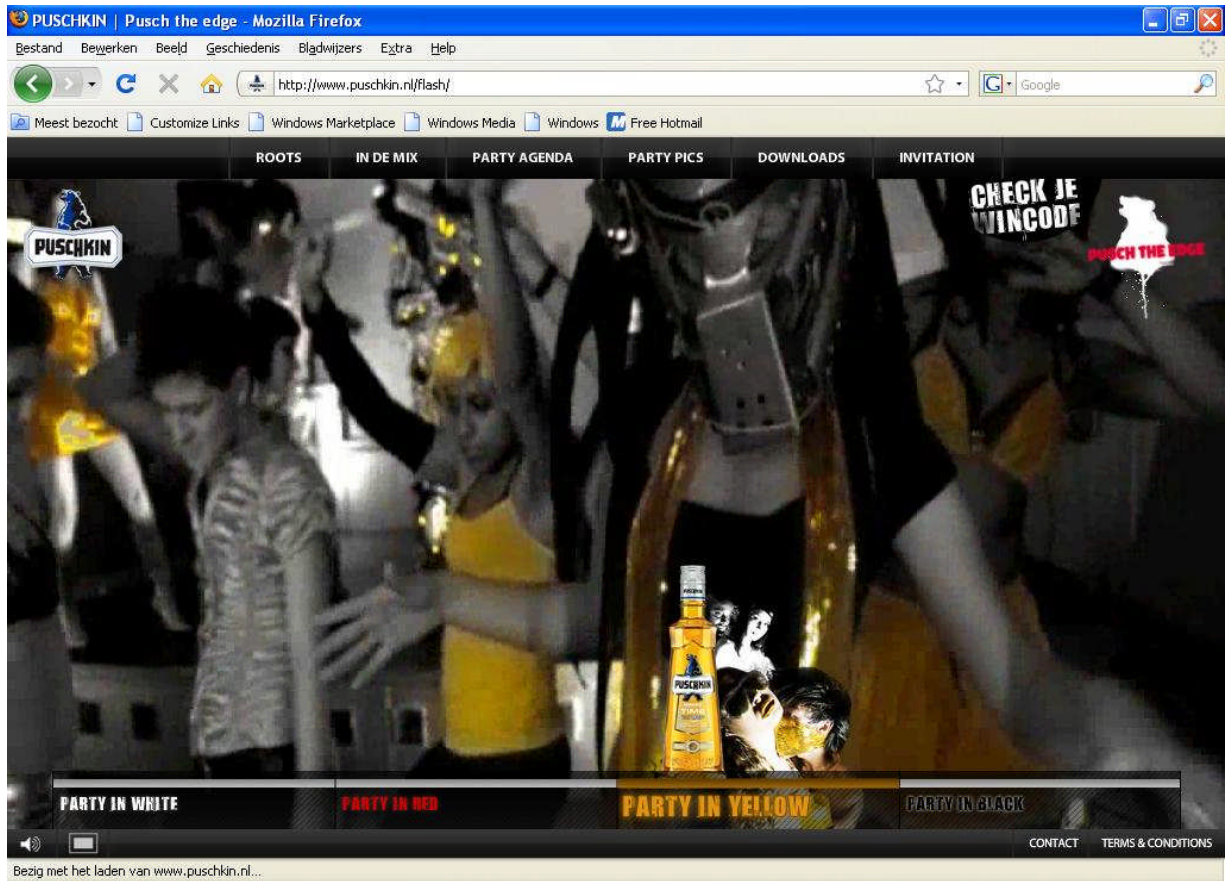 PUSCHKIN | Pusch the edge - Mozilla Firefox
Bestand Bewerken Beeld Geschiedenis Bladwijzers Extra Help
http://www.puschkin.nl/flash/
G Google
Meest bezocht Customize Links Windows Marketplace Windows Media Windows M Free Hotmail
ROOTS IN DE MIX PARTY AGENDA PARTY PICS DOWNLOADS INVITATION
CHECK JE
WINCODE
PUSCHKIN
PUSCH THE EDGE
PUSCHKIN
PUSCHKIN
TIME
PARTY IN WHITE PARTY IN RED PARTY IN YELLOW PARTY IN BLACK
CONTACT TERMS & CONDITIONS
Bezig met het laden van www.puschkin.nl...